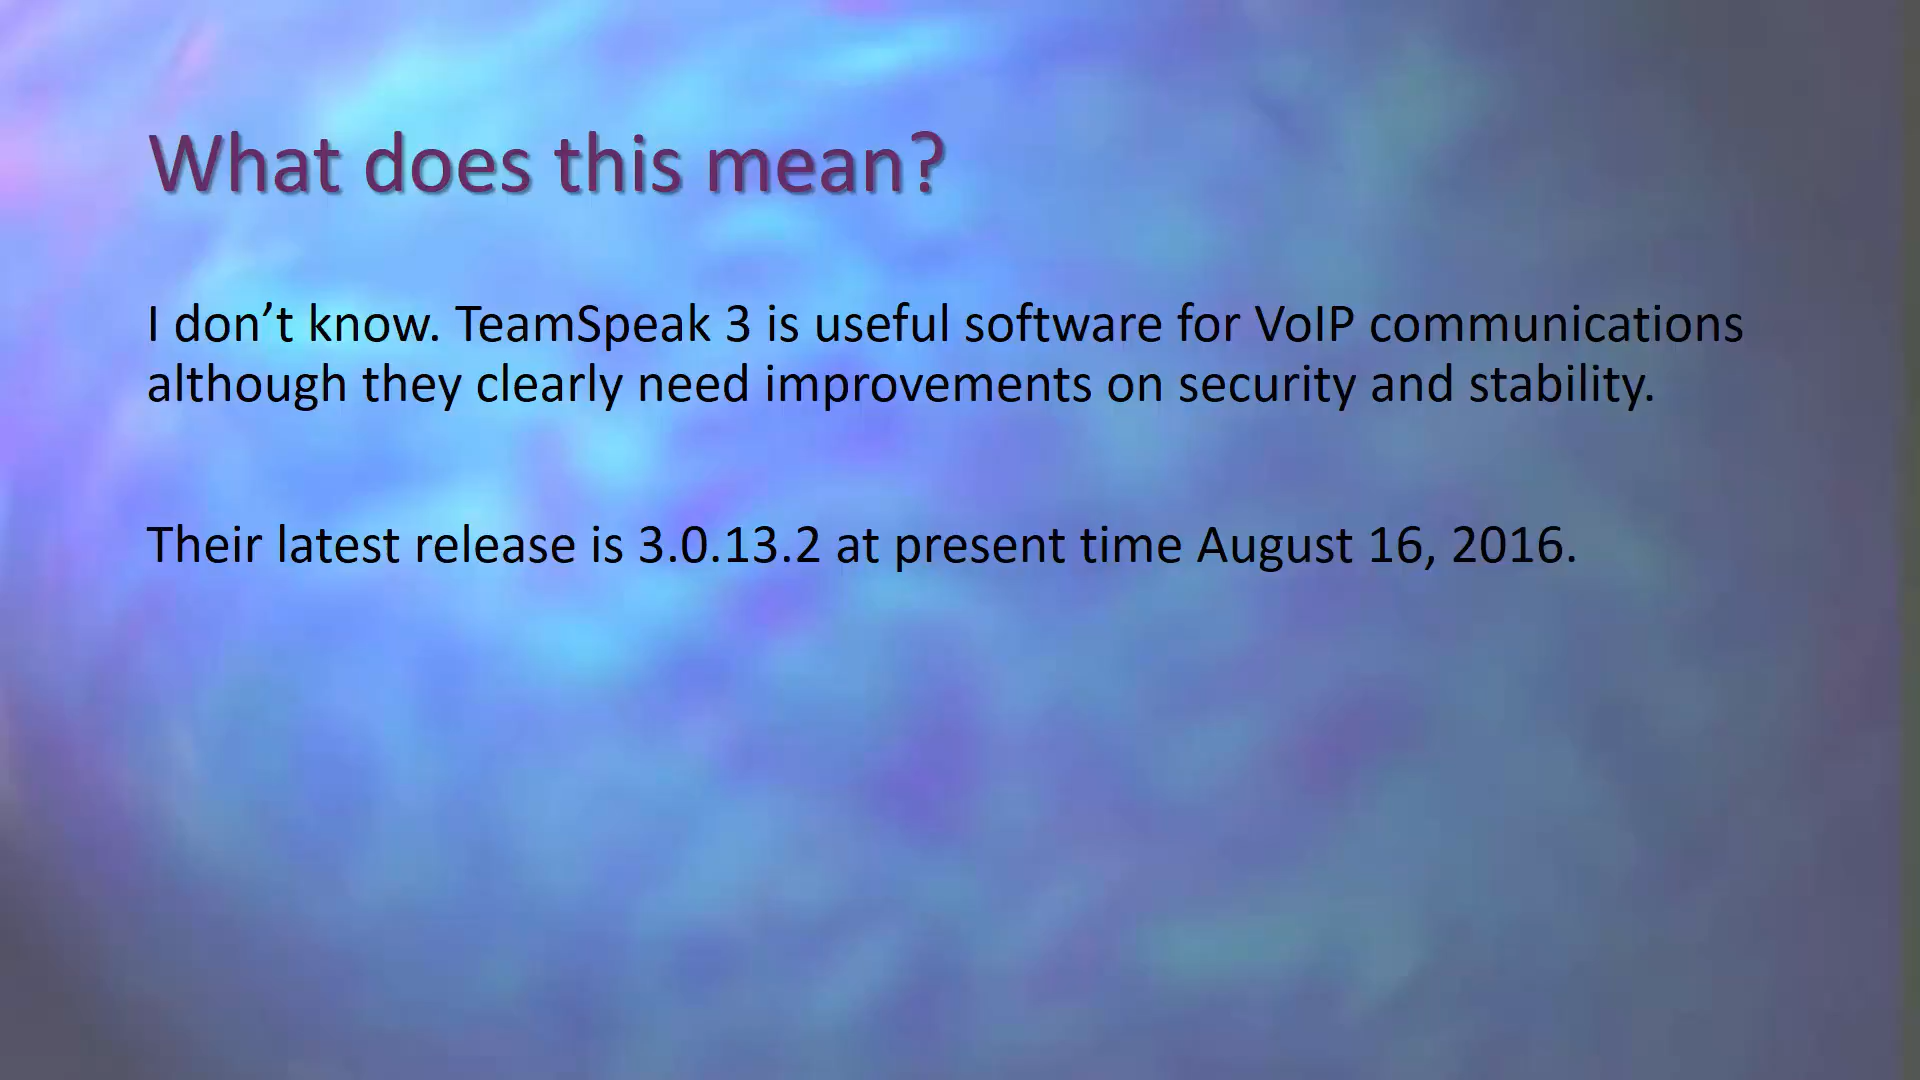 What does this mean?
I don’t know. TeamSpeak 3 is useful software for VoIP communications
although they clearly need improvements on security and stability.
Their latest release is 3.0.13.2 at present time August 16, 2016.